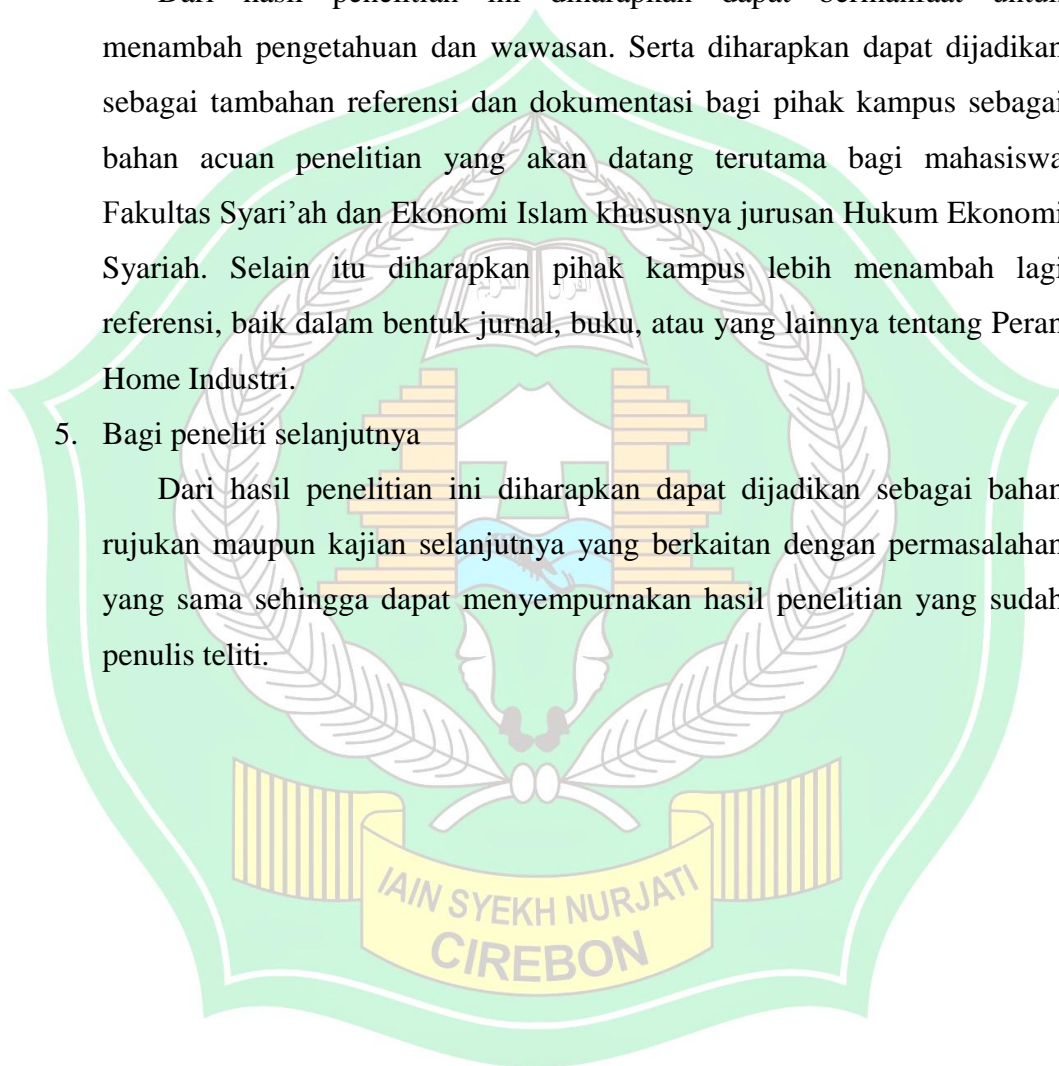 Dari hasil penelitian ini diharapkan dapat bermanfaat untuk
menambah pengetahuan dan wawasan. Serta diharapkan dapat dijadikan
sebagai tambahan referensi dan dokumentasi bagi pihak kampus sebagai
bahan acuan penelitian yang akan datang terutama bagi mahasiswa
Fakultas Syari’ah dan Ekonomi Islam khususnya jurusan Hukum Ekonomi
Syariah. Selain itu diharapkan pihak kampus lebih menambah lagi
referensi, baik dalam bentuk jurnal, buku, atau yang lainnya tentang Peran
Home Industri.
5. Bagi peneliti selanjutnya
Dari hasil penelitian ini diharapkan dapat dijadikan sebagai bahan
rujukan maupun kajian selanjutnya yang berkaitan dengan permasalahan
yang sama sehingga dapat menyempurnakan hasil penelitian yang sudah
penulis teliti.
IAIN SYEKH NURJATI
CIREBON